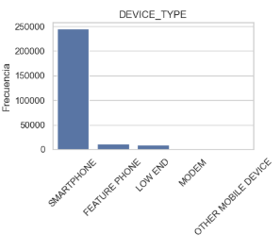 DEVICE_TYPE
250000
200000
150000
100000
50000
0
Frecuencia
SMARTPHONE
FEATURE PHONE
LOW END
MODEM
OTHER MOBILE DEVICE